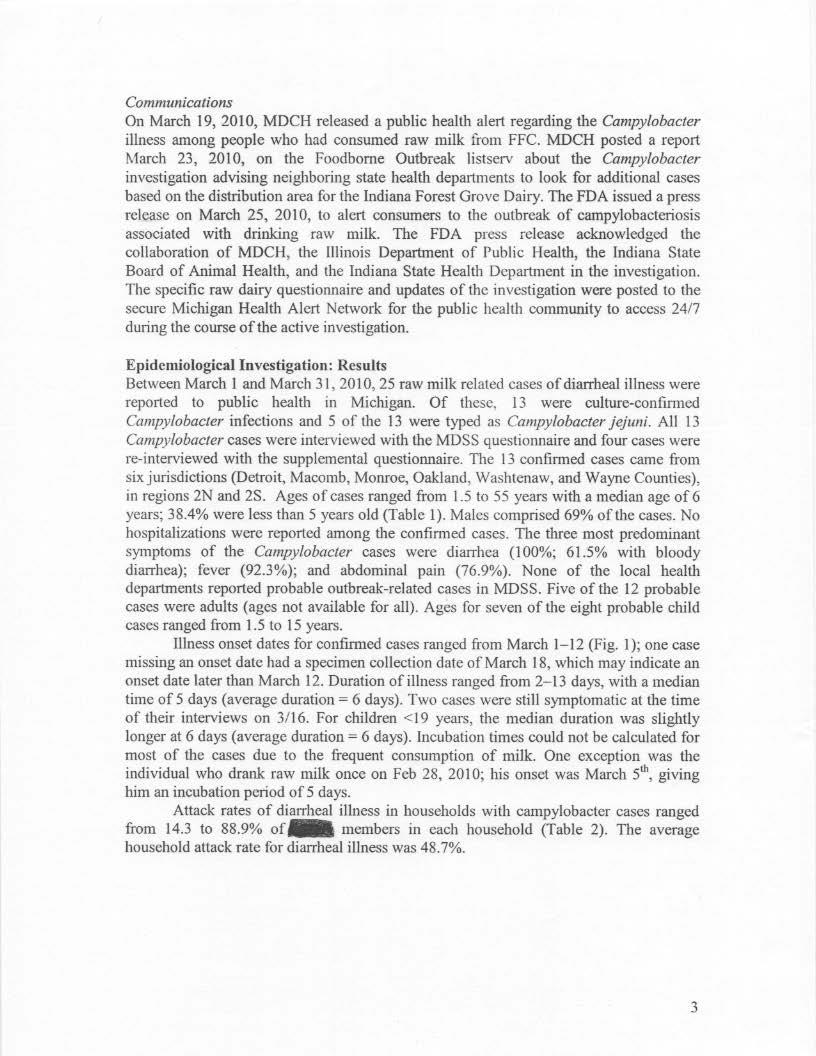 Communications
On March 19, 2010, MDCH released a public health alert regarding the Campylobacter
illness among people who had consumed raw milk from FFC. MDCH posted a report
March 23, 2010, on the Foodborne Outbreak listserv about the Campylobacter
investigation advising neighboring state health departments to look for additional cases
based on the distribution area for the Indiana Forest Grove Dairy. The FDA issued a press
release on March 25, 2010, to alert consumers to the outbreak of campylobacteriosis
associated with drinking raw milk. The FDA press release acknowledged the
collaboration of MDCH, the Illinois Department of Public Health, the Indiana State
Board of Animal Health, and the Indiana State Health Department in the investigation.
The specific raw dairy questionnaire and updates of the investigation were posted to the
secure Michigan Health Alert Network for the public health community to access 24/7
during the course of the active investigation.
Epidemiological Investigation: Results
Between March 1 and March 31, 2010, 25 raw milk related cases of diarrheal illness were
reported to public health in Michigan. Of these, 13 were culture-confirmed
Campylobacter infections and 5 of the 13 were typed as Campylobacter jejuni. All 13
Campylobacter cases were interviewed with the MDSS questionnaire and four cases were
re-interviewed with the supplemental questionnaire. The 13 confirmed cases came from
six jurisdictions (Detroit, Macomb, Monroe, Oakland, Washtenaw, and Wayne Counties),
in regions 2N and 2S. Ages of cases ranged from 1.5 to 55 years with a median age of 6
years; 38.4% were less than 5 years old (Table 1). Males comprised 69% of the cases. No
hospitalizations were reported among the confirmed cases. The three most predominant
symptoms of the Campylobacter cases were diarrhea (100%; 61.5% with bloody
diarrhea); fever (92.3%); and abdominal pain (76.9%). None of the local health
departments reported probable outbreak-related cases in MDSS. Five of the 12 probable
cases were adults (ages not available for all). Ages for seven of the eight probable child
cases ranged from 1.5 to 15 years.
Illness onset dates for confirmed cases ranged from March 1–12 (Fig. 1); one case
missing an onset date had a specimen collection date of March 18, which may indicate an
onset date later than March 12. Duration of illness ranged from 2–13 days, with a median
time of 5 days (average duration = 6 days). Two cases were still symptomatic at the time
of their interviews on 3/16. For children <19 years, the median duration was slightly
longer at 6 days (average duration = 6 days). Incubation times could not be calculated for
most of the cases due to the frequent consumption of milk. One exception was the
individual who drank raw milk once on Feb 28, 2010; his onset was March 5th, giving
him an incubation period of 5 days.
Attack rates of diarrheal illness in households with campylobacter cases ranged
from 14.3 to 88.9% of members in each household (Table 2). The average
household attack rate for diarrheal illness was 48.7%.
3